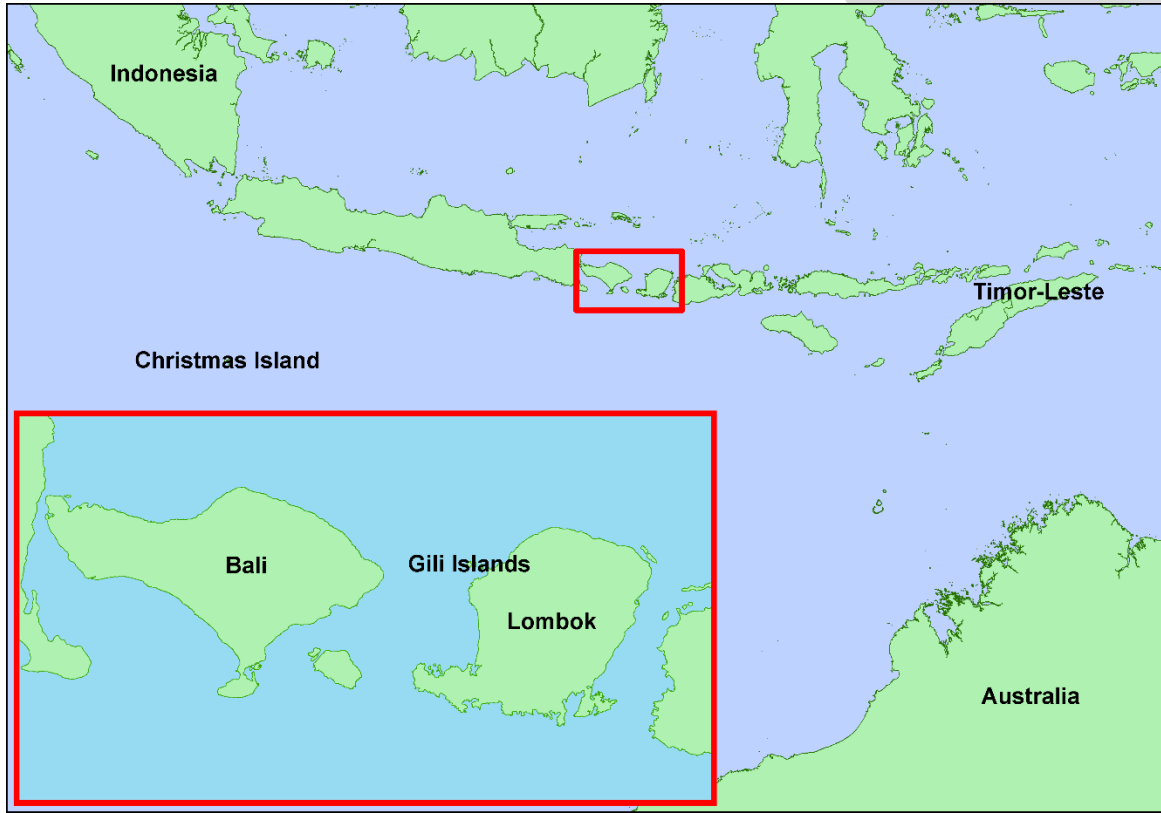 Indonesia
Timor-Leste
Christmas Island
Bali
Gili Islands
Lombok
Australia